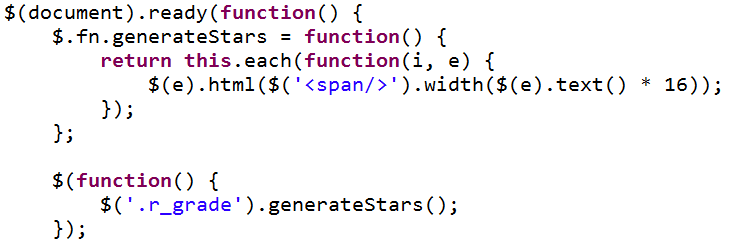 $(document).ready(function() {
    $.fn.generateStars = function() {
        return this.each(function(i, e) {
            $(e).html($('<span/>').width($(e).text() * 16));
        });
    };

    $(function() {
        $('.r_grade').generateStars();
    });